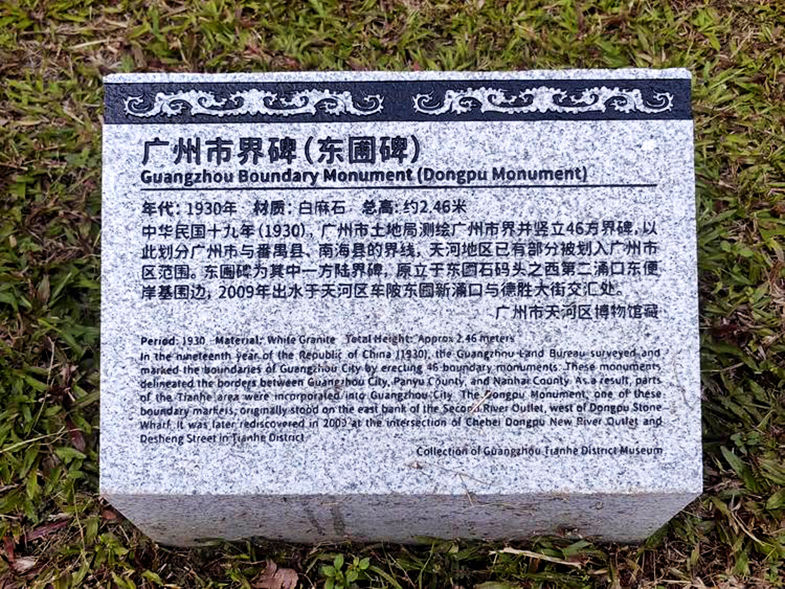 广州市界碑（东圃碑）
Guangzhou Boundary Monument (Dongpu Monument)
年代：1930年 材质：白麻石 总高：约2.46米
中华民国十九年（1930），广州市土地局测绘广州市界并竖立46方界碑，以
此划分广州市与番禺县、南海县的界线，天河地区已有部分被划入广州市
区范围。东圃碑为其中一方陆界碑，原立于东圃石码头之西第二涌口东便
岸基围边，2009年出水于天河区车陂东圃新涌口与德胜大街交汇处。
广州市天河区博物馆藏
Period: 1930 Material: White Granite Total Height: Approx 2.46 meters
In the nineteenth year of the Republic of China (1930), the Guangzhou Land Bureau surveyed and
marked the boundaries of Guangzhou City by erecting 46 boundary monuments. These monuments
delineated the borders between Guangzhou City, Panyu County, and Nanhai County. As a result, parts
of the Tianhe area were incorporated into Guangzhou City. The Dongpu Monument, one of these
boundary markers, originally stood on the east bank of the Second River Outlet, west of Dongpu Stone
Wharf. It was later rediscovered in 2009 at the intersection of Chebei Dongpu New River Outlet and
Desheng Street in Tianhe District
Collection of Guangzhou Tianhe District Museum